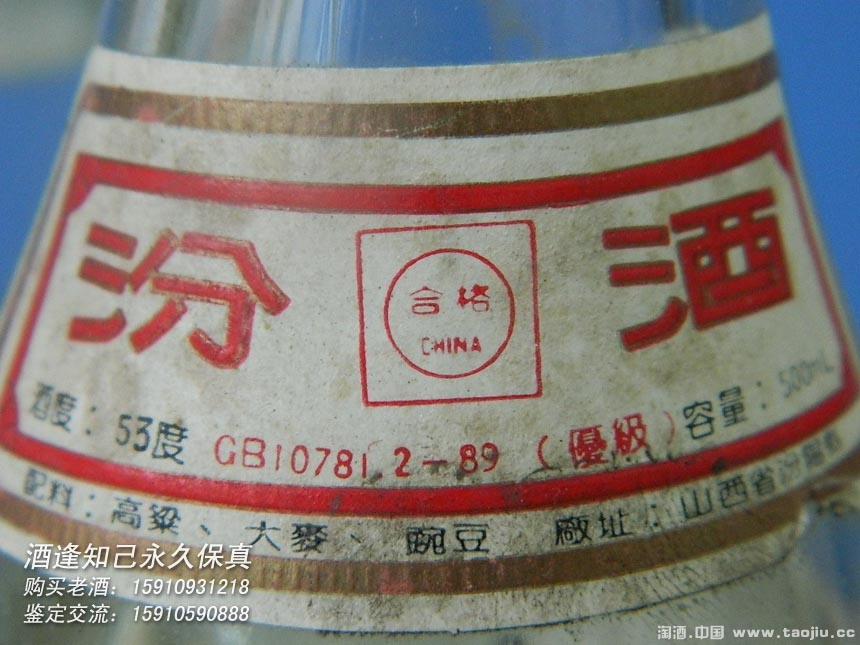 汾酒
合格
CHINA
酒度：53度 GB10781.2-89（優級）容量：500mL
配料：高粱、大麥、豌豆 廠址：山西省汾陽市
酒逢知己永久保真
购买老酒：15910931218
鉴定交流：15910590888
淘酒.中国 www.taojiu.cc